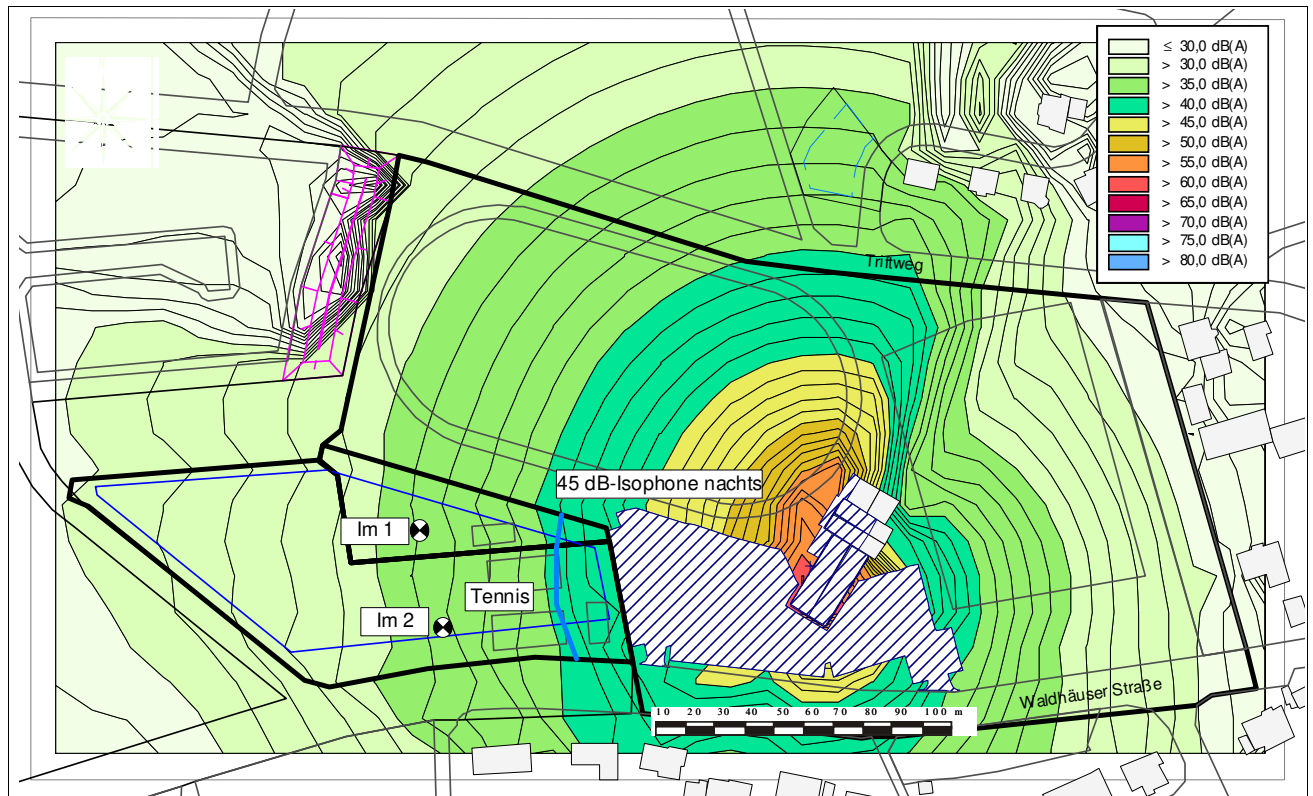 ≤ 30,0 dB(A)
> 30,0 dB(A)
> 35,0 dB(A)
> 40,0 dB(A)
> 45,0 dB(A)
> 50,0 dB(A)
> 55,0 dB(A)
> 60,0 dB(A)
> 65,0 dB(A)
> 70,0 dB(A)
> 75,0 dB(A)
> 80,0 dB(A)
Triftweg
45 dB-Isophone nachts
Im 1
Tennis
Im 2
Waldhäuser Straße
10 20 30 40 50 60 70 80 90 100 m